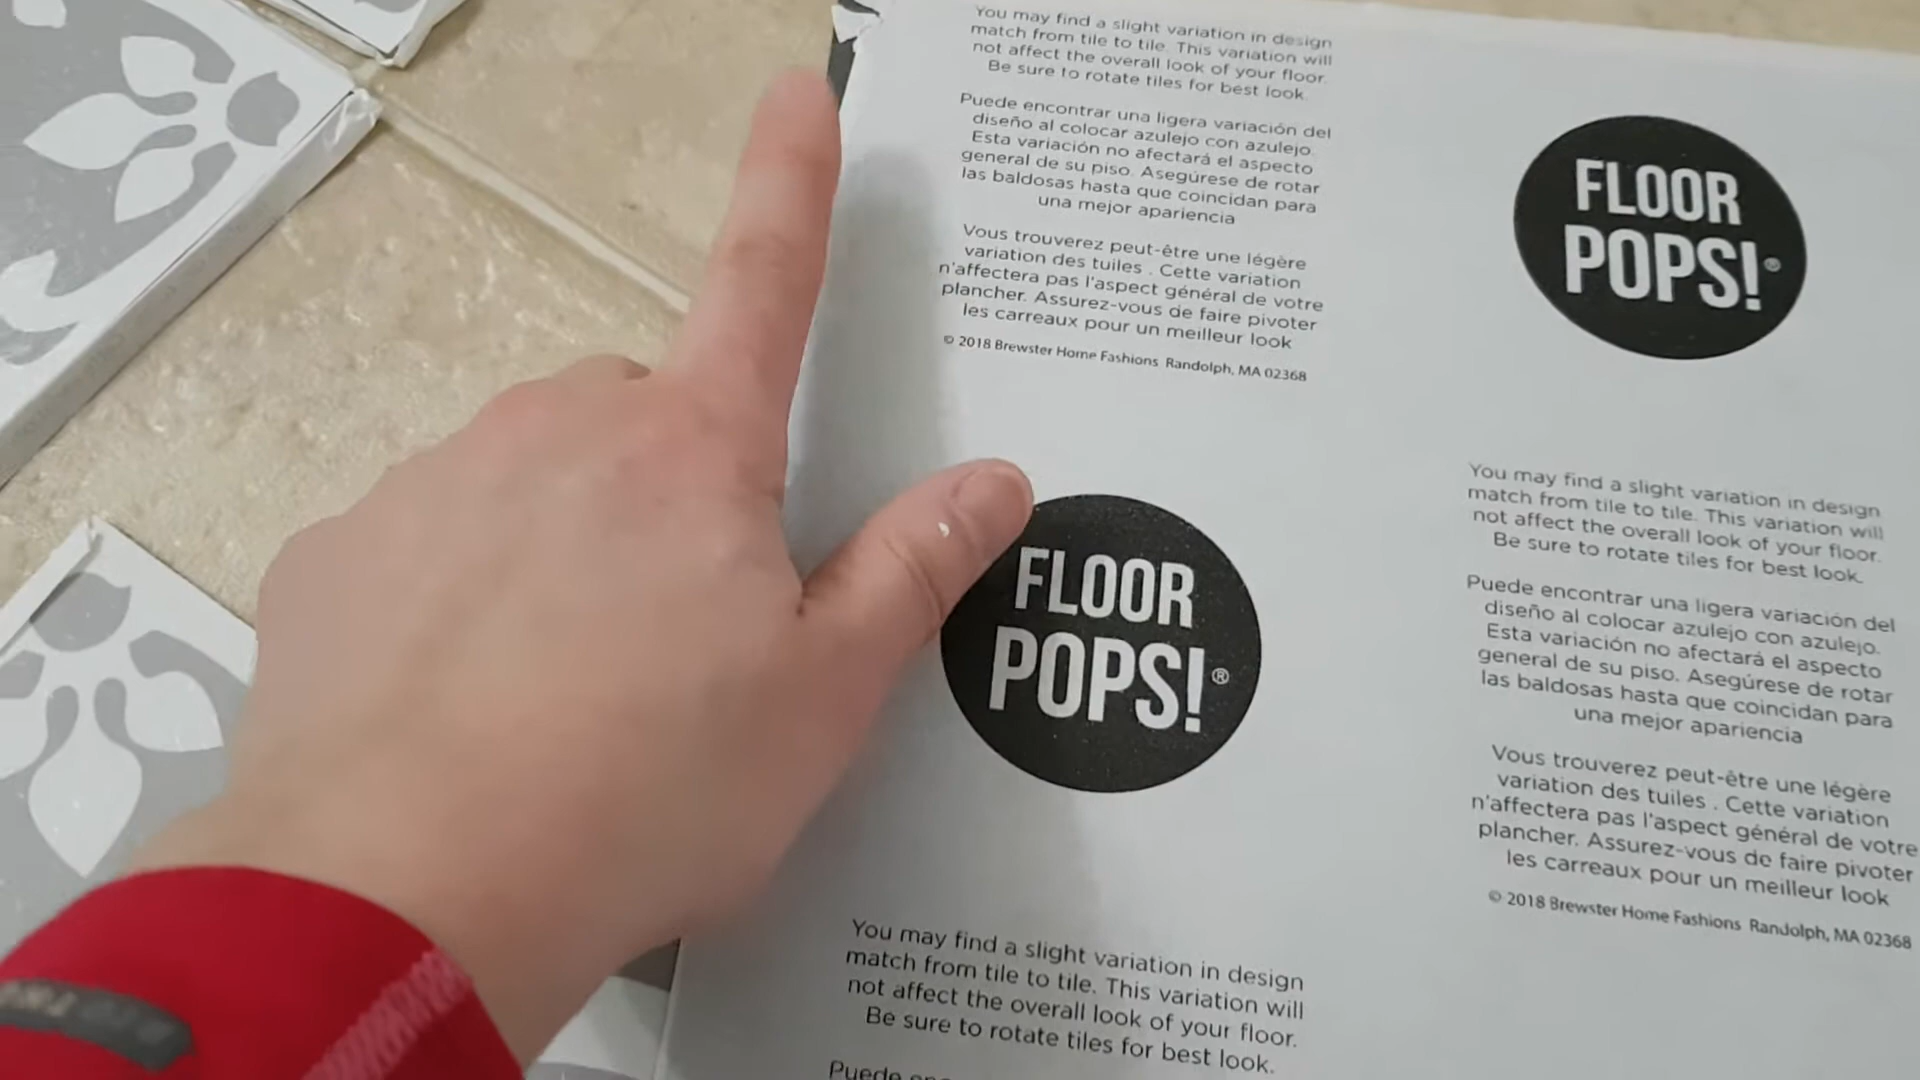 You may find a slight variation in design
match from tile to tile. This variation will
not affect the overall look of your floor.
Be sure to rotate tiles for best look.
Puede encontrar una ligera variación del
diseño al colocar azulejo con azulejo.
Esta variación no afectará el aspecto
general de su piso. Asegúrese de rotar
las baldosas hasta que coincidan para
una mejor apariencia
Vous trouverez peut-être une légère
variation des tuiles . Cette variation
n'affectera pas l'aspect général de votre
plancher. Assurez-vous de faire pivoter
les carreaux pour un meilleur look
© 2018 Brewster Home Fashions Randolph, MA 02368
FLOOR
POPS!®
FLOOR
POPS!®
You may find a slight variation in design
match from tile to tile. This variation will
not affect the overall look of your floor.
Be sure to rotate tiles for best look.
Puede encontrar una ligera variación del
diseño al colocar azulejo con azulejo.
Esta variación no afectará el aspecto
general de su piso. Asegúrese de rotar
las baldosas hasta que coincidan para
una mejor apariencia
Vous trouverez peut-être une légère
variation des tuiles . Cette variation
n'affectera pas l'aspect général de votre
plancher. Assurez-vous de faire pivoter
les carreaux pour un meilleur look
© 2018 Brewster Home Fashions Randolph, MA 02368
You may find a slight variation in design
match from tile to tile. This variation will
not affect the overall look of your floor.
Be sure to rotate tiles for best look.
Puede